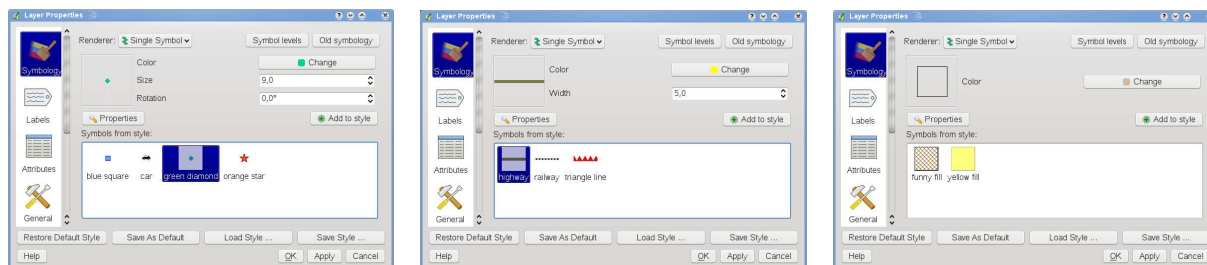 Layer Properties
Renderer: Single Symbol
Symbol levels
Old symbology
Symbology
Color
Change
Size
9,0
Rotation
0,0°
Labels
Properties
Add to style
Symbols from style:
Attributes
blue square
car
green diamond
orange star
General
Restore Default Style
Save As Default
Load Style ...
Save Style ...
Help
OK
Apply
Cancel
Layer Properties
Renderer: Single Symbol
Symbol levels
Old symbology
Symbology
Color
Change
Width
5,0
Labels
Properties
Add to style
Symbols from style:
Attributes
highway
railway
triangle line
General
Restore Default Style
Save As Default
Load Style ...
Save Style ...
Help
OK
Apply
Cancel
Layer Properties
Renderer: Single Symbol
Symbol levels
Old symbology
Symbology
Color
Change
Labels
Properties
Add to style
Symbols from style:
Attributes
funny fill
yellow fill
General
Restore Default Style
Save As Default
Load Style ...
Save Style ...
Help
OK
Apply
Cancel